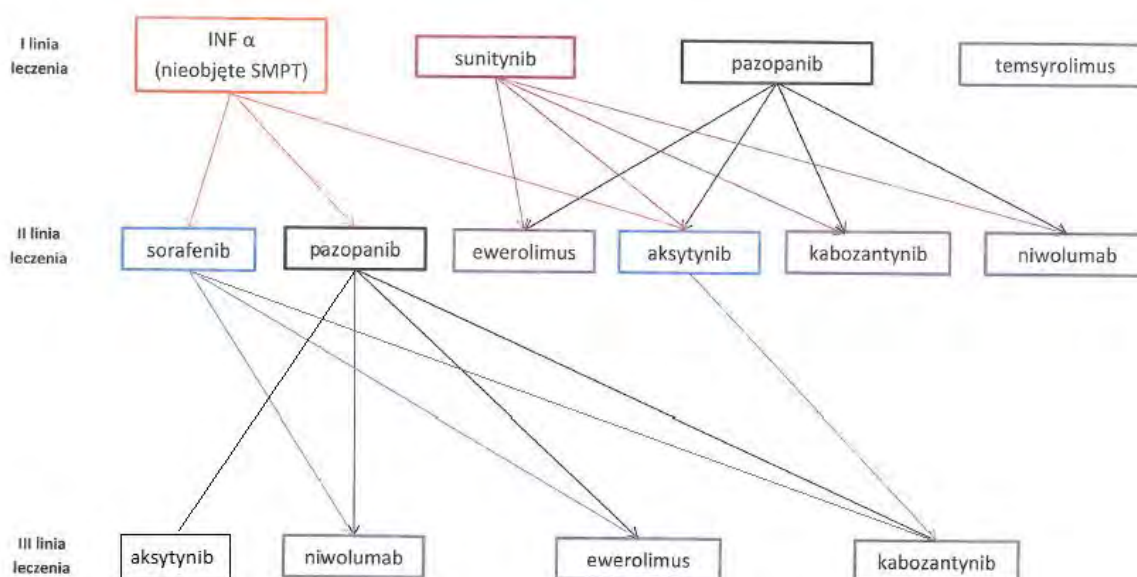 I linia
leczenia
INF α
(nieobjęte SMPT)
sunitynib
pazopanib
temsyrolimus
II linia
leczenia
sorafenib
pazopanib
ewerolimus
aksytynib
kabozantynib
niwolumab
III linia
leczenia
aksytynib
niwolumab
ewerolimus
kabozantynib